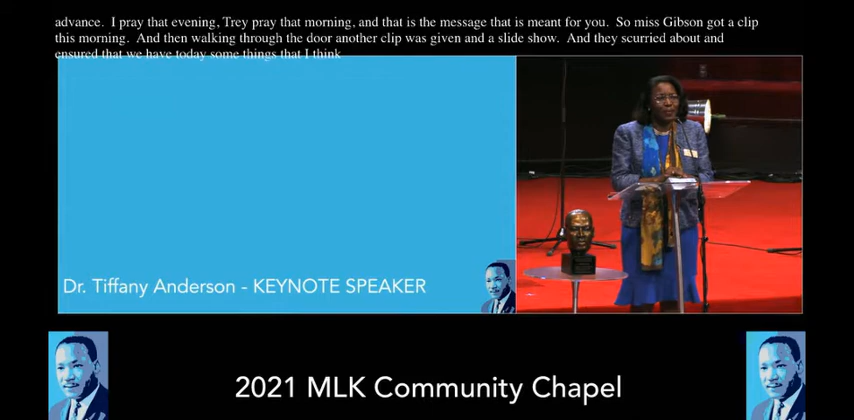 advance.  I pray that evening, Trey pray that morning, and that is the message that is meant for you.  So miss Gibson got a clip
this morning.  And then walking through the door another clip was given and a slide show.  And they scurried about and
ensured that we have today some things that I think
Dr. Tiffany Anderson - KEYNOTE SPEAKER
2021 MLK Community Chapel